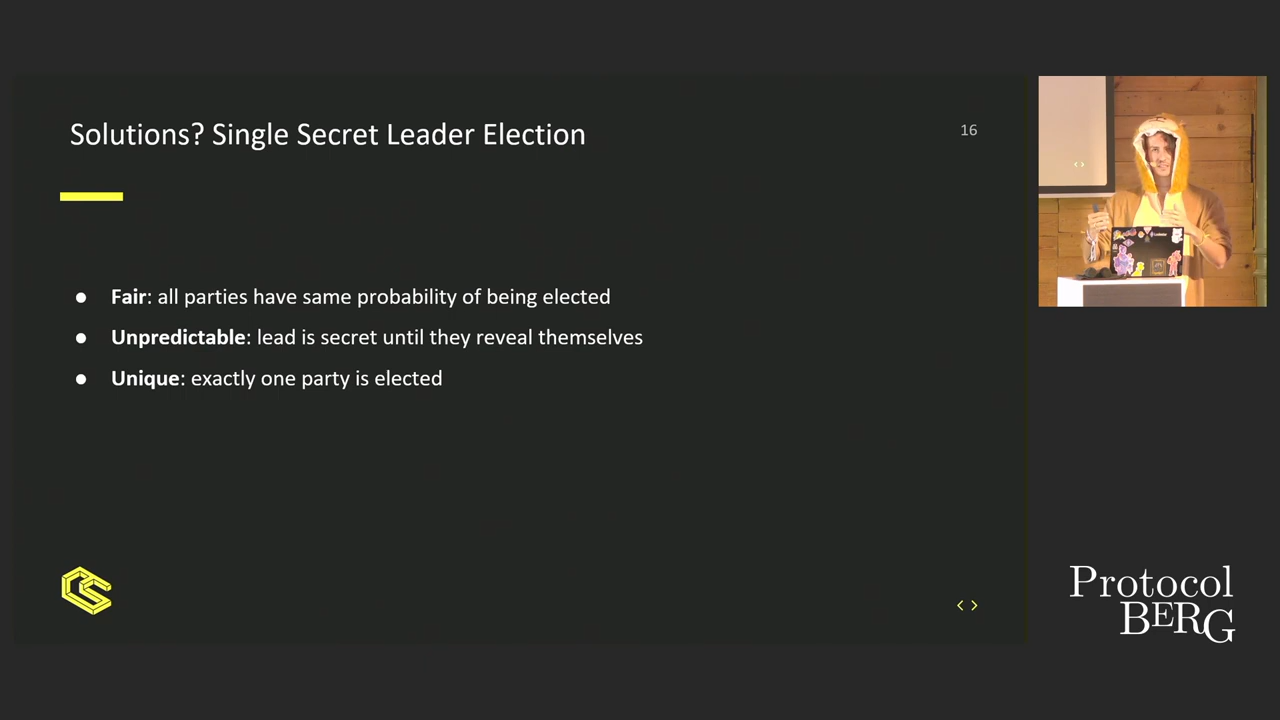 Solutions? Single Secret Leader Election
16
● Fair: all parties have same probability of being elected
● Unpredictable: lead is secret until they reveal themselves
● Unique: exactly one party is elected
CS
< >
Protocol
BERG